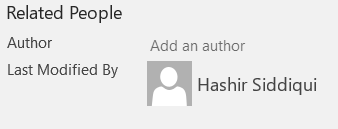 Related People
Author
Add an author
Last Modified By
Hashir Siddiqui